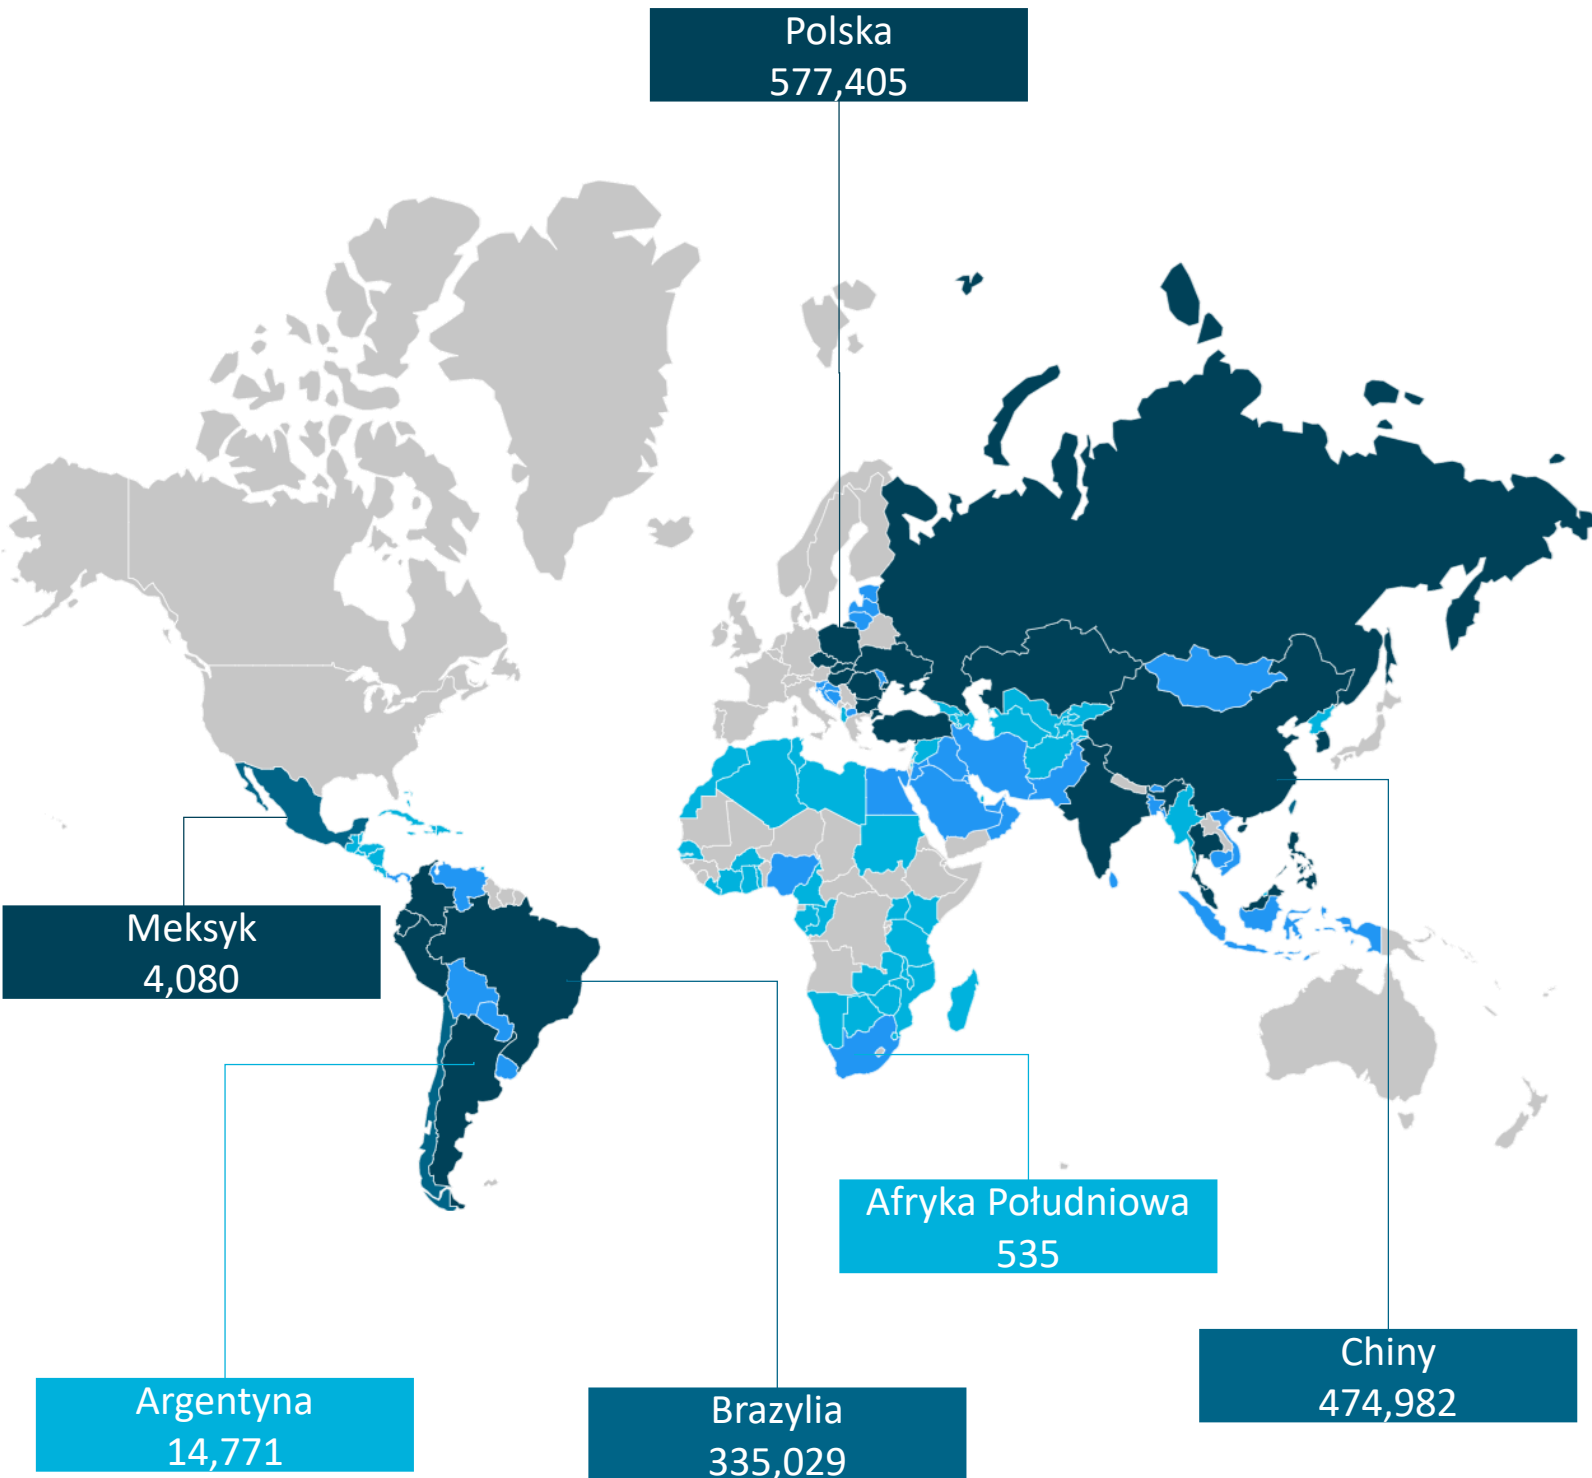 Polska
577,405
Meksyk
4,080
Afryka Południowa
535
Chiny
474,982
Argentyna
14,771
Brazylia
335,029